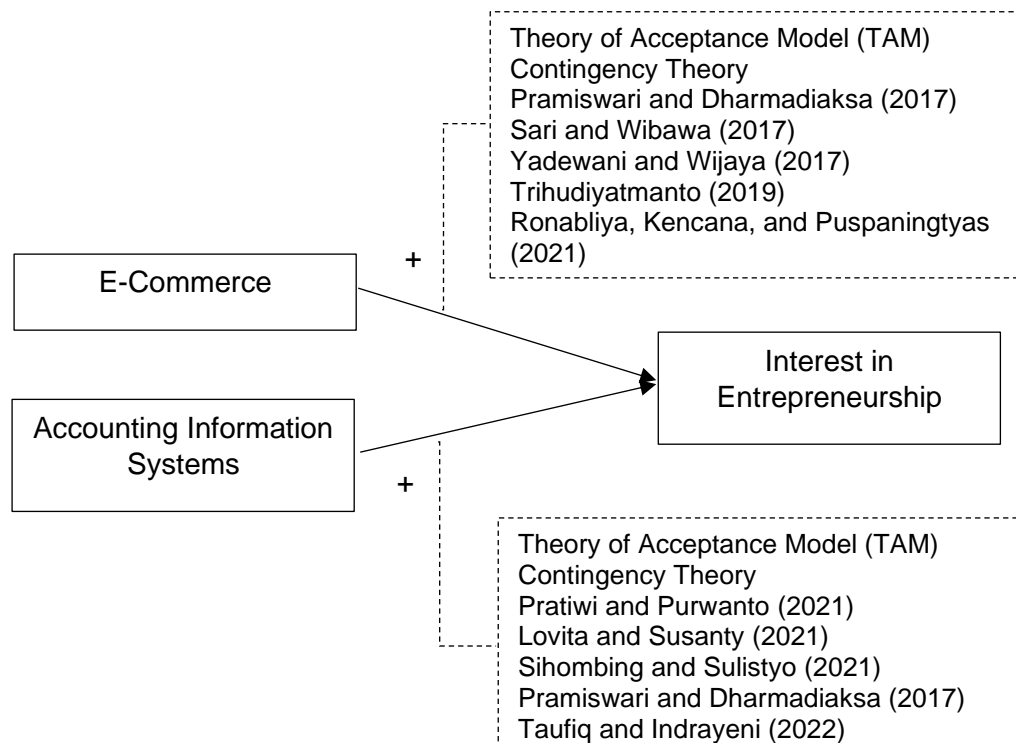 Theory of Acceptance Model (TAM)
Contingency Theory
Pramiswari and Dharmadiaksa (2017)
Sari and Wibawa (2017)
Yadewani and Wijaya (2017)
Trihudiyatmanto (2019)
Ronabliya, Kencana, and Puspaningtyas
(2021)
+
E-Commerce
Interest in
Entrepreneurship
Accounting Information
Systems
+
Theory of Acceptance Model (TAM)
Contingency Theory
Pratiwi and Purwanto (2021)
Lovita and Susanty (2021)
Sihombing and Sulistyo (2021)
Pramiswari and Dharmadiaksa (2017)
Taufiq and Indrayeni (2022)